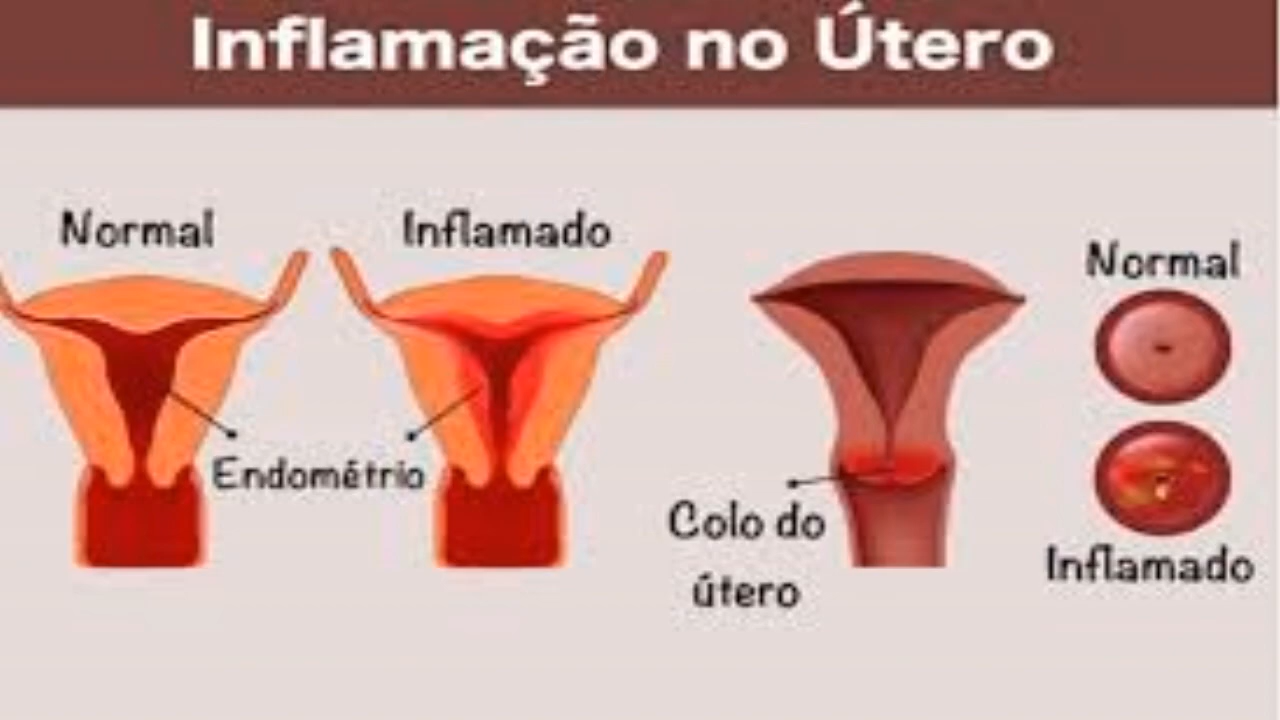 Inflamação no Útero
Normal
Inflamado
Endométrio
Colo do
útero
Normal
Inflamado